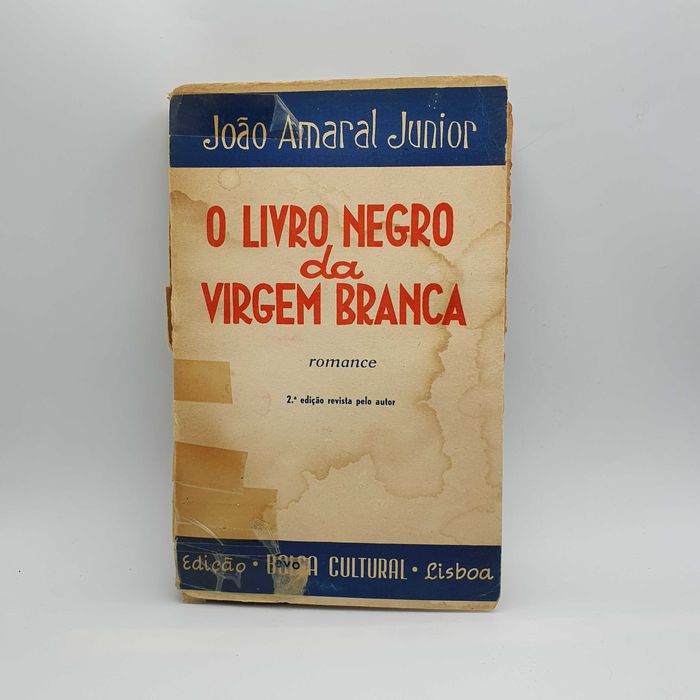 João Amaral Junior
O LIVRO NEGRO
da
VIRGEM BRANCA
romance
2.ª edição revista pelo autor
Edição • CULTURAL • Lisboa